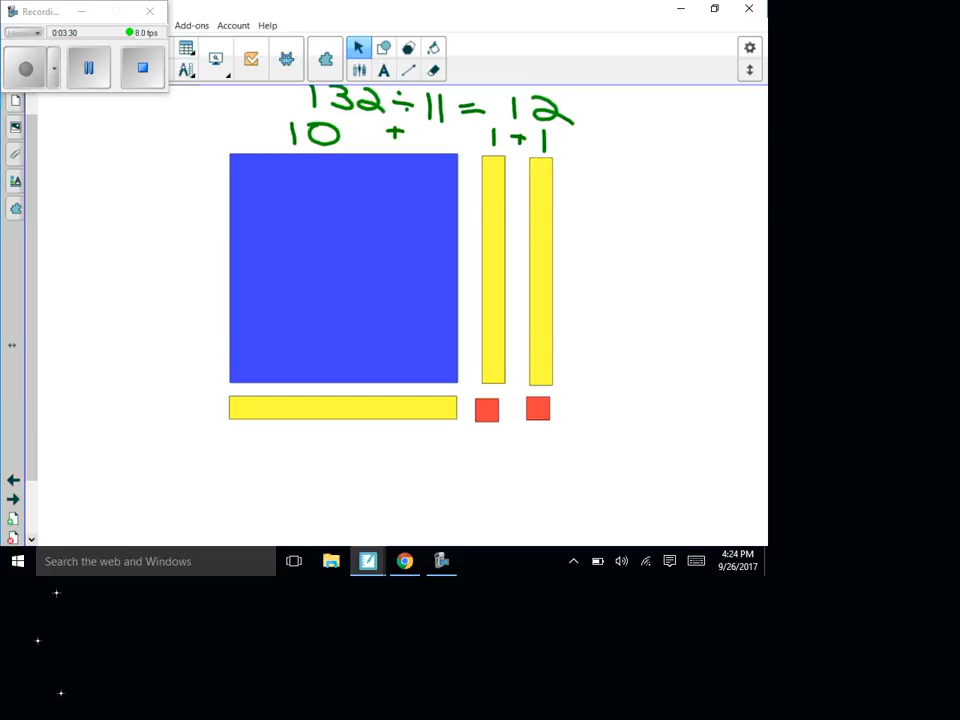 Recordi...
Menu
0:03:30
8.0 fps
Add-ons Account Help
132÷11=12
10 + 1+1
Search the web and Windows
4:24 PM
9/26/2017